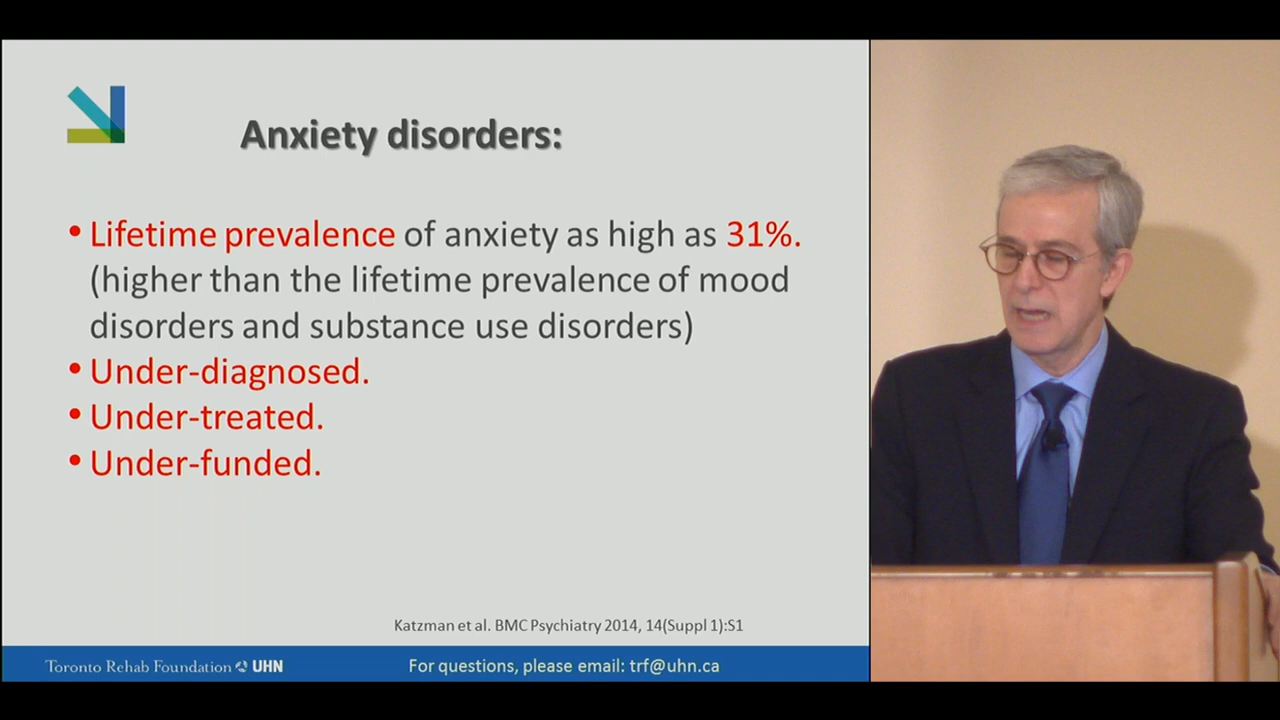 Anxiety disorders:
• Lifetime prevalence of anxiety as high as 31%.
(higher than the lifetime prevalence of mood
disorders and substance use disorders)
• Under-diagnosed.
• Under-treated.
• Under-funded.
Katzman et al. BMC Psychiatry 2014, 14(Suppl 1):S1
Toronto Rehab Foundation UHN
For questions, please email: trf@uhn.ca